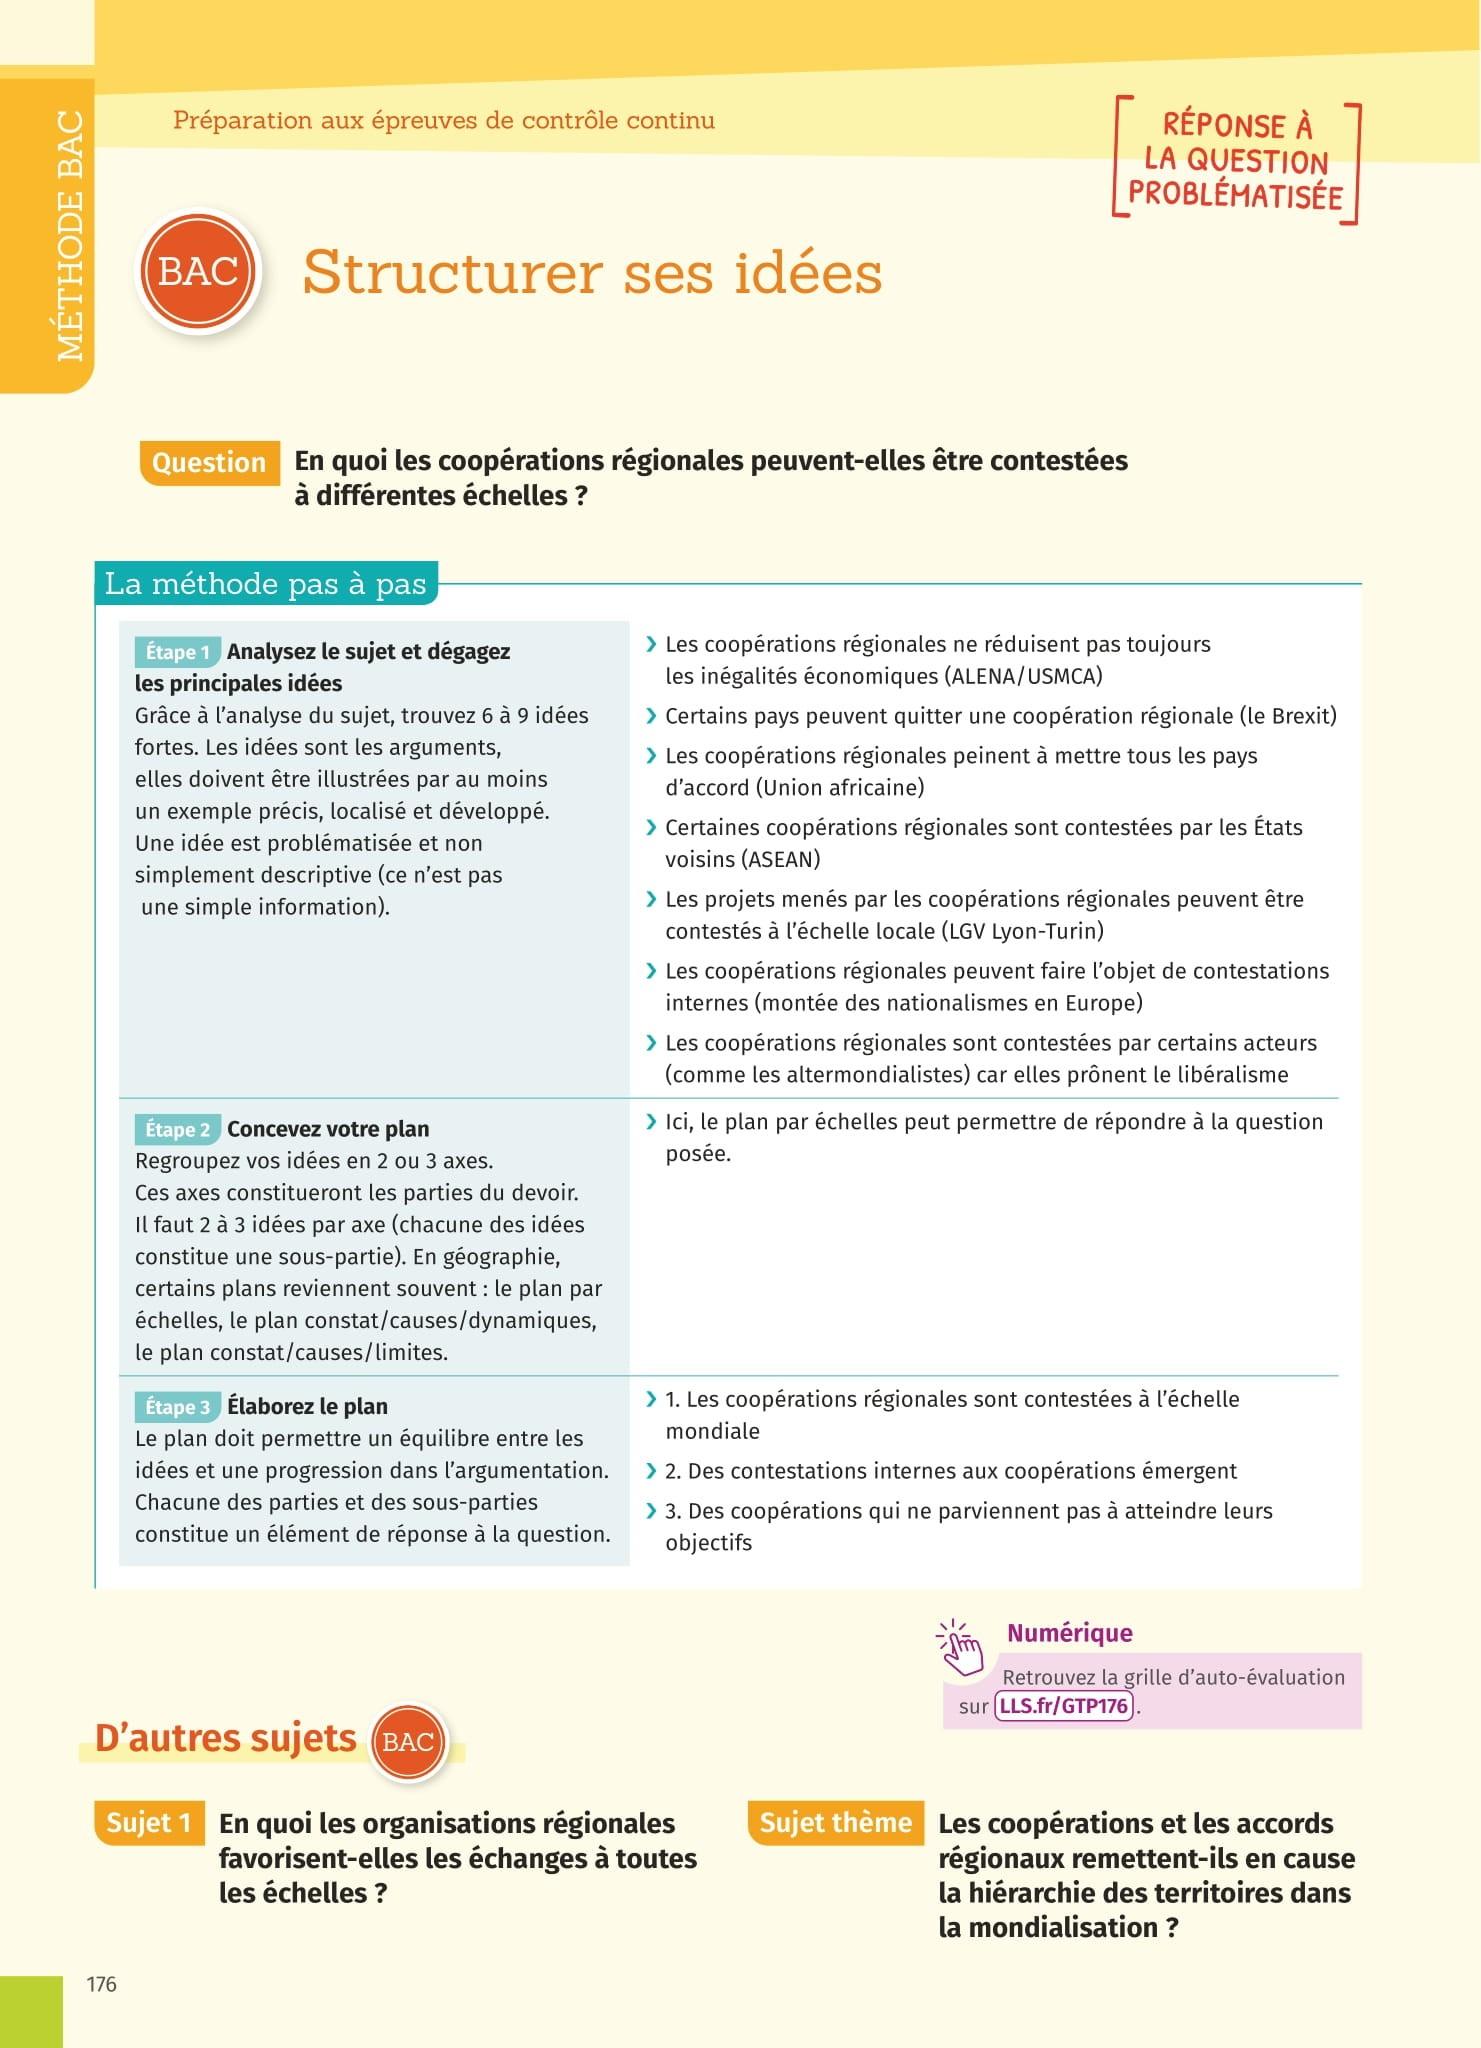 MÉTHODE BAC
Préparation aux épreuves de contrôle continu
RÉPONSE À
LA QUESTION
PROBLÉMATISÉE
BAC
Structurer ses idées
Question
En quoi les coopérations régionales peuvent-elles être contestées
à différentes échelles ?
La méthode pas à pas
Étape 1 Analysez le sujet et dégagez
les principales idées
Grâce à l’analyse du sujet, trouvez 6 à 9 idées
fortes. Les idées sont les arguments,
elles doivent être illustrées par au moins
un exemple précis, localisé et développé.
Une idée est problématisée et non
simplement descriptive (ce n’est pas
une simple information).
❯ Les coopérations régionales ne réduisent pas toujours
les inégalités économiques (ALENA/USMCA)
❯ Certains pays peuvent quitter une coopération régionale (le Brexit)
❯ Les coopérations régionales peinent à mettre tous les pays
d’accord (Union africaine)
❯ Certaines coopérations régionales sont contestées par les États
voisins (ASEAN)
❯ Les projets menés par les coopérations régionales peuvent être
contestés à l’échelle locale (LGV Lyon-Turin)
❯ Les coopérations régionales peuvent faire l’objet de contestations
internes (montée des nationalismes en Europe)
❯ Les coopérations régionales sont contestées par certains acteurs
(comme les altermondialistes) car elles prônent le libéralisme
Étape 2 Concevez votre plan
Regroupez vos idées en 2 ou 3 axes.
Ces axes constitueront les parties du devoir.
Il faut 2 à 3 idées par axe (chacune des idées
constitue une sous-partie). En géographie,
certains plans reviennent souvent : le plan par
échelles, le plan constat/causes/dynamiques,
le plan constat/causes/limites.
❯ Ici, le plan par échelles peut permettre de répondre à la question
posée.
Étape 3 Élaborez le plan
Le plan doit permettre un équilibre entre les
idées et une progression dans l’argumentation.
Chacune des parties et des sous-parties
constitue un élément de réponse à la question.
❯ 1. Les coopérations régionales sont contestées à l’échelle
mondiale
❯ 2. Des contestations internes aux coopérations émergent
❯ 3. Des coopérations qui ne parviennent pas à atteindre leurs
objectifs
Numérique
Retrouvez la grille d’auto-évaluation
sur LLS.fr/GTP176.
D’autres sujets BAC
Sujet 1
En quoi les organisations régionales
favorisent-elles les échanges à toutes
les échelles ?
Sujet thème
Les coopérations et les accords
régionaux remettent-ils en cause
la hiérarchie des territoires dans
la mondialisation ?
176